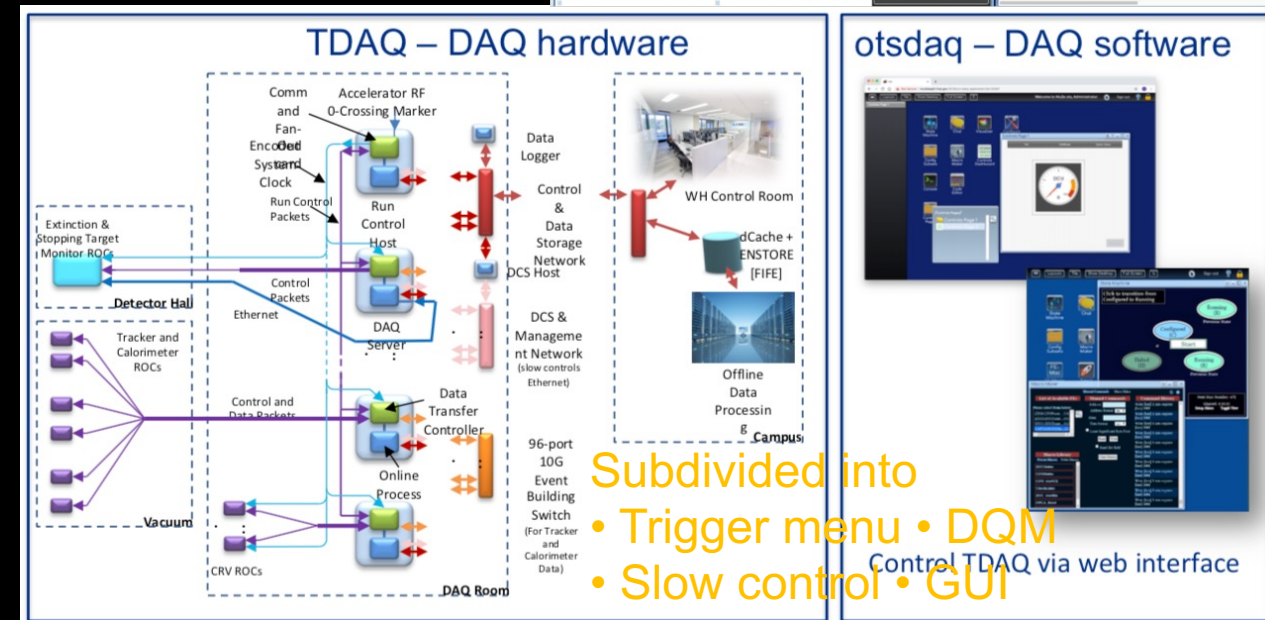 TDAQ – DAQ hardware
Comm
and
Fan-
Out
Accelerator RF
0-Crossing Marker
Encoded
System
Clock
Run Control
Packets
Run
Control
Host
Data
Logger
Control
&
Data
Storage
Network
DCS Host
WH Control Room
dCache +
ENSTORE
[FIFE]
Extinction &
Stopping Target
Monitor ROCs
Detector Hall
Control
Packets
Ethernet
DAQ
Server
DCS &
Manageme
nt Network
(slow controls
Ethernet)
Offline
Data
Processin
g
Campus
Tracker and
Calorimeter
ROCs
Control and
Data Packets
Vacuum
Data
Transfer
Controller
Online
Process
96-port
10G
Event
Building
Switch
(For Tracker
and
Calorimeter
Data)
CRV ROCs
DAQ Room
otsdaq – DAQ software
Subdivided into
• Trigger menu • DQM
• Slow control • GUI
Control TDAQ via web interface